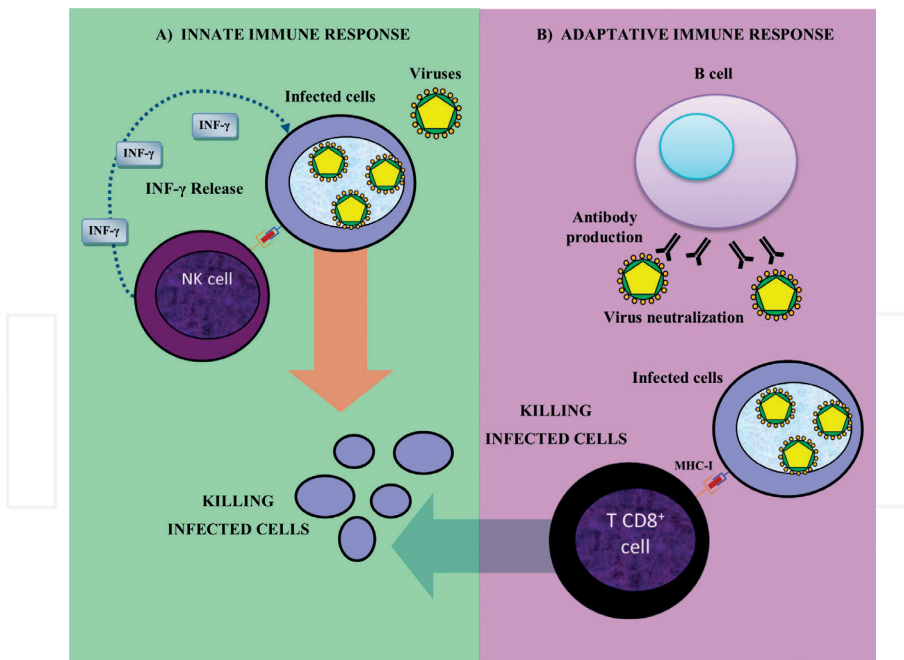 A) INNATE IMMUNE RESPONSE
Viruses
Infected cells
INF-γ
INF-γ
INF-γ Release
INF-γ
NK cell
KILLING
INFECTED CELLS
B) ADAPTATIVE IMMUNE RESPONSE
B cell
Antibody
production
Virus neutralization
Infected cells
KILLING
INFECTED CELLS
MHC-I
T CD8⁺
cell